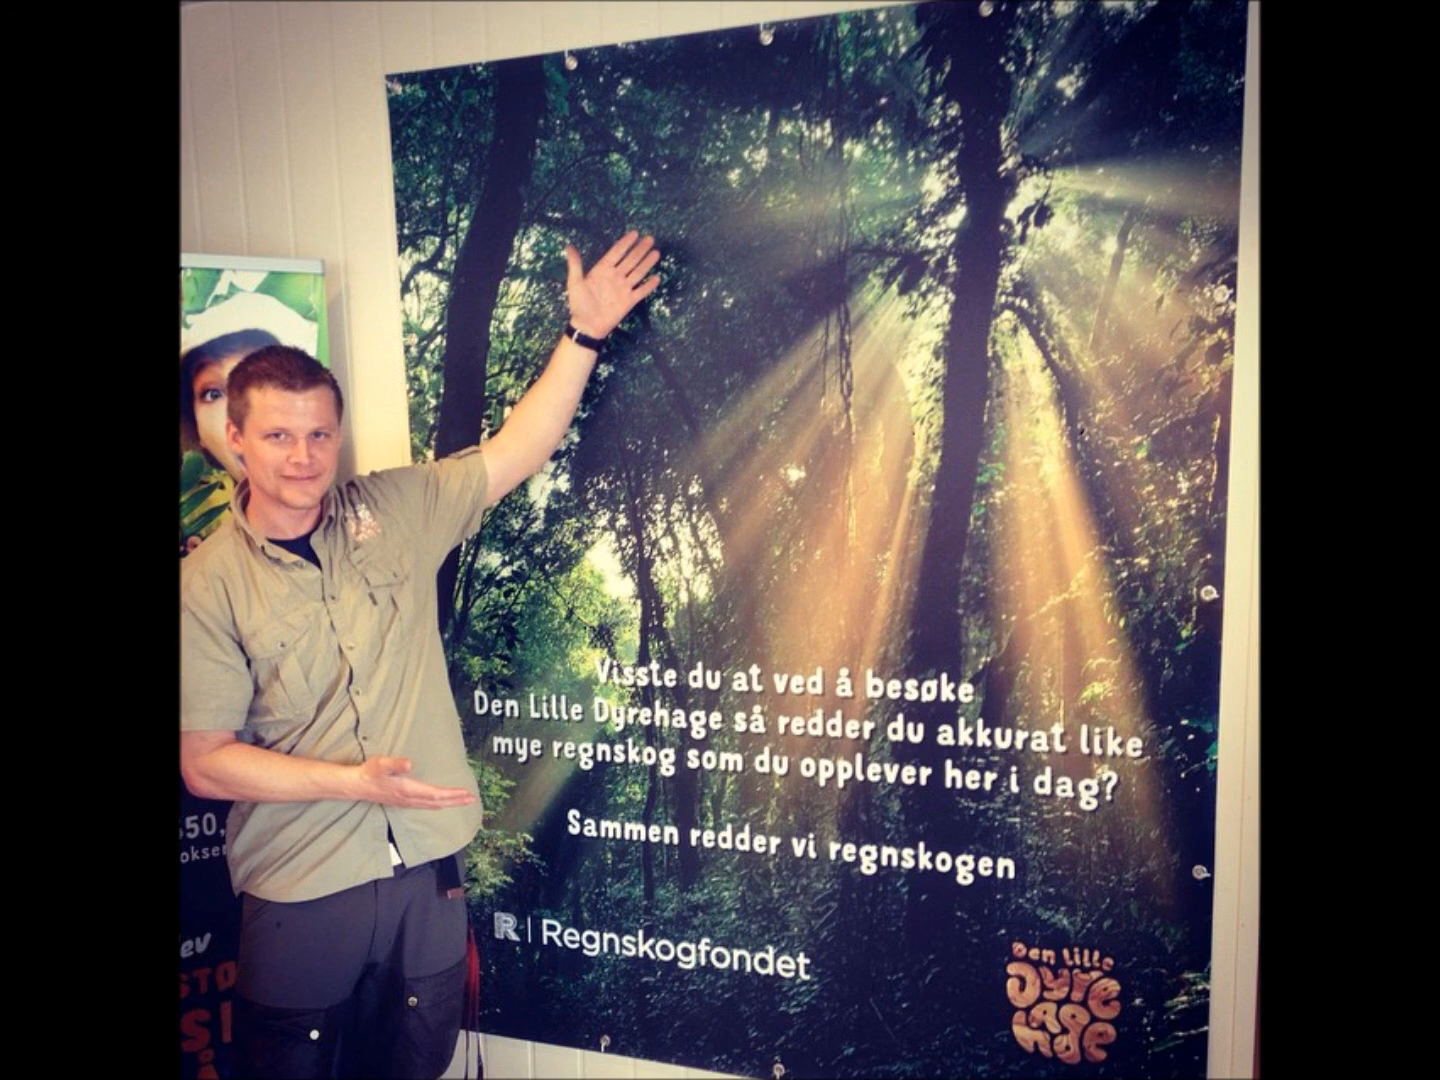 Visste du at ved å besøke
Den Lille Dyrehage så redder du akkurat like
mye regnskog som du opplever her i dag?
Sammen redder vi regnskogen
R | Regnskogfondet
Den Lille
Dyre
hage
50,